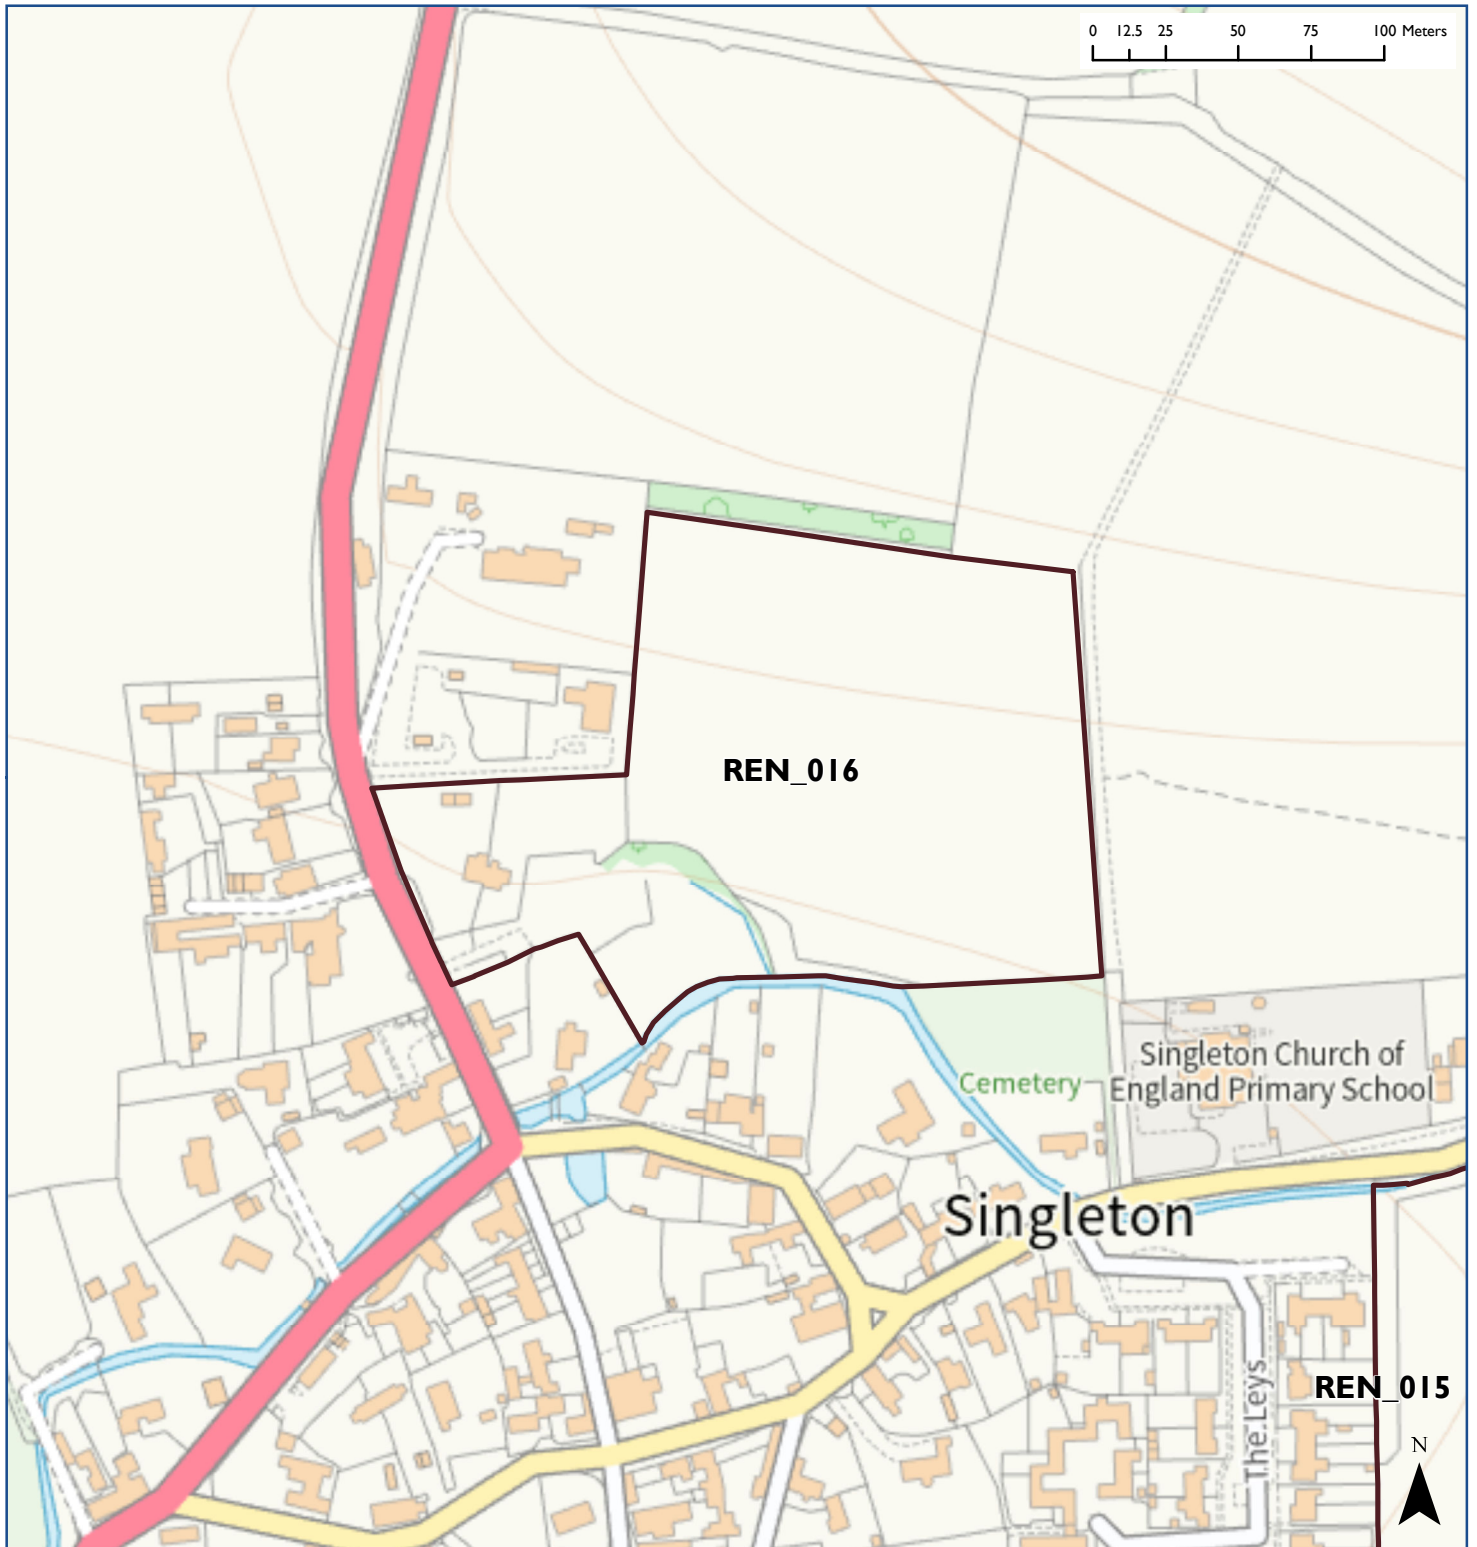 0 12.5 25 50 75 100 Meters
REN_016
Singleton Church of
England Primary School
Cemetery
Singleton
The Leys
REN_015
N